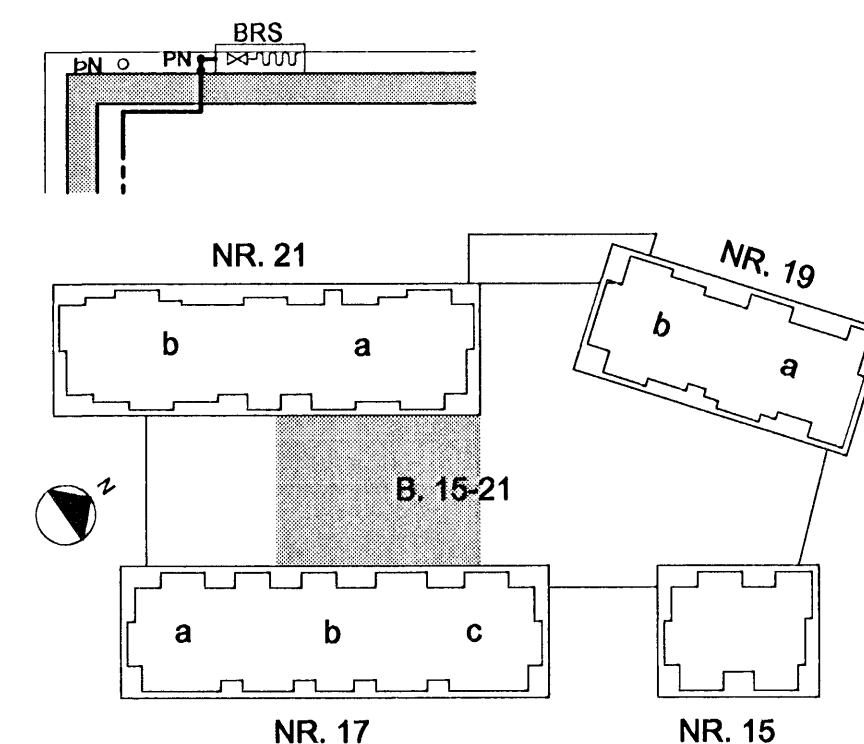 BRS
PN PN
NR. 21
NR. 19
b a
b
a
B. 15-21
N
a b c
NR. 17
NR. 15